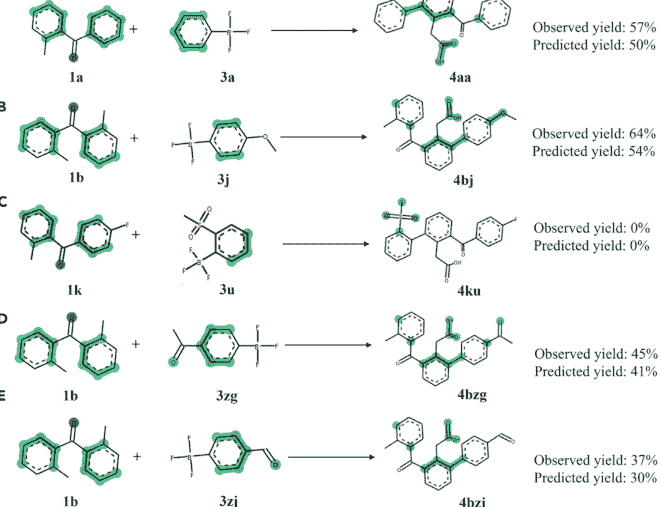 1a + 3a 4aa
Observed yield: 57%
Predicted yield: 50%
B
1b + 3j 4bj
Observed yield: 64%
Predicted yield: 54%
C
1k + 3u 4ku
Observed yield: 0%
Predicted yield: 0%
D
1b + 3zg 4bzg
Observed yield: 45%
Predicted yield: 41%
E
1b + 3zj 4bzj
Observed yield: 37%
Predicted yield: 30%